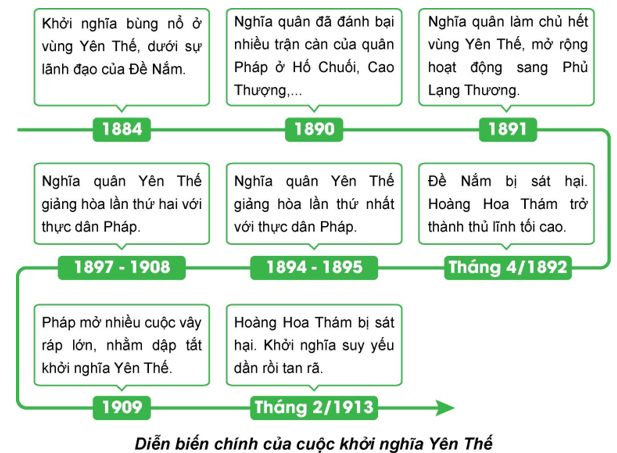 Khởi nghĩa bùng nổ ở
vùng Yên Thế, dưới sự
lãnh đạo của Đề Nắm.
1884
Nghĩa quân đã đánh bại
nhiều trận càn của quân
Pháp ở Hố Chuối, Cao
Thượng,...
1890
Nghĩa quân làm chủ hết
vùng Yên Thế, mở rộng
hoạt động sang Phủ
Lạng Thương.
1891
Đề Nắm bị sát hại.
Hoàng Hoa Thám trở
thành thủ lĩnh tối cao.
Tháng 4/1892
Nghĩa quân Yên Thế
giảng hòa lần thứ nhất
với thực dân Pháp.
1894 - 1895
Nghĩa quân Yên Thế
giảng hòa lần thứ hai với
thực dân Pháp.
1897 - 1908
Pháp mở nhiều cuộc vây
ráp lớn, nhằm dập tắt
khởi nghĩa Yên Thế.
1909
Hoàng Hoa Thám bị sát
hại. Khởi nghĩa suy yếu
dần rồi tan rã.
Tháng 2/1913
Diễn biến chính của cuộc khởi nghĩa Yên Thế